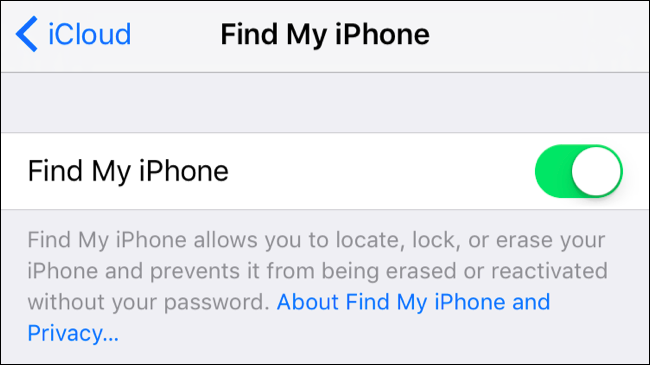 iCloud
Find My iPhone
Find My iPhone
Find My iPhone allows you to locate, lock, or erase your
iPhone and prevents it from being erased or reactivated
without your password. About Find My iPhone and
Privacy...